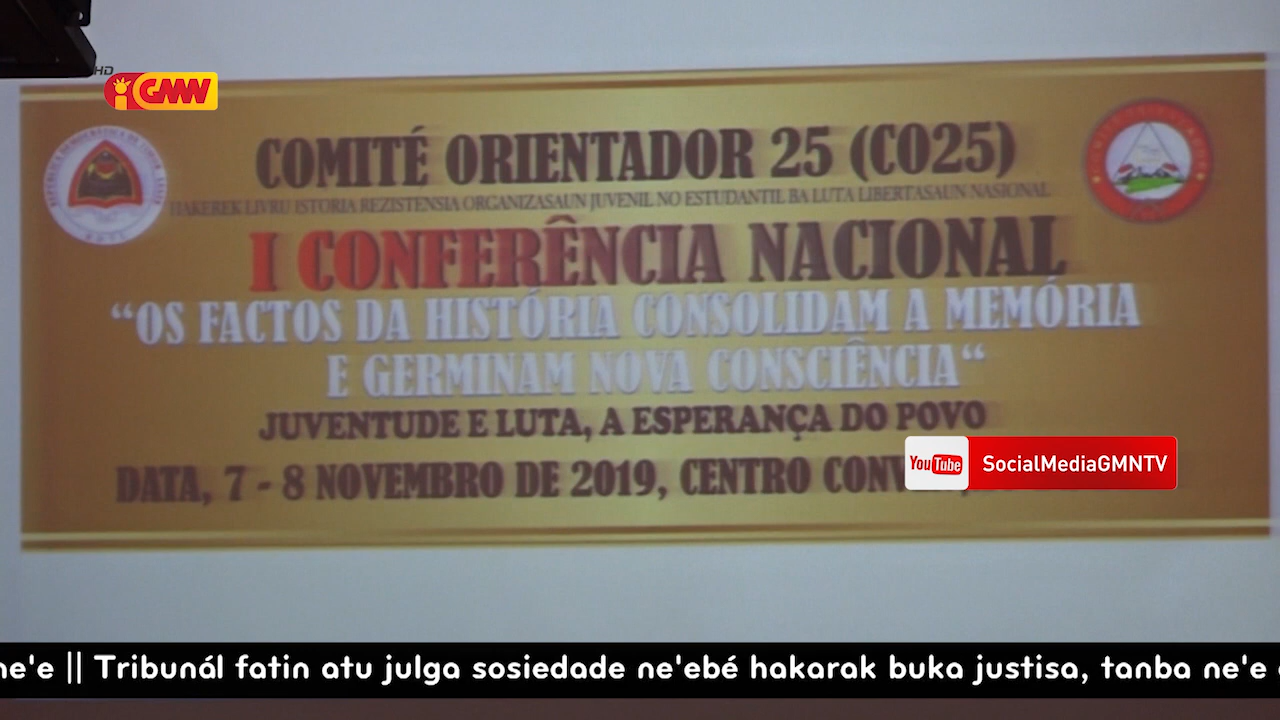 HD
GMN
COMITÉ ORIENTADOR 25 (CO25)
HAKEREK LIVRU ISTORIA REZISTENSIA ORGANIZASAUN JUVENIL NO ESTUDANTIL BA LUTA LIBERTASAUN NASIONAL
I CONFERÊNCIA NACIONAL
“OS FACTOS DA HISTÓRIA CONSOLIDAM A MEMÓRIA
E GERMINAM NOVA CONSCIÊNCIA“
JUVENTUDE E LUTA, A ESPERANÇA DO POVO
DATA, 7 - 8 NOVEMBRO DE 2019, CENTRO
YouTube SocialMediaGMNTV
ne'e || Tribunál fatin atu julga sosiedade ne'ebé hakarak buka justisa, tanba ne'e